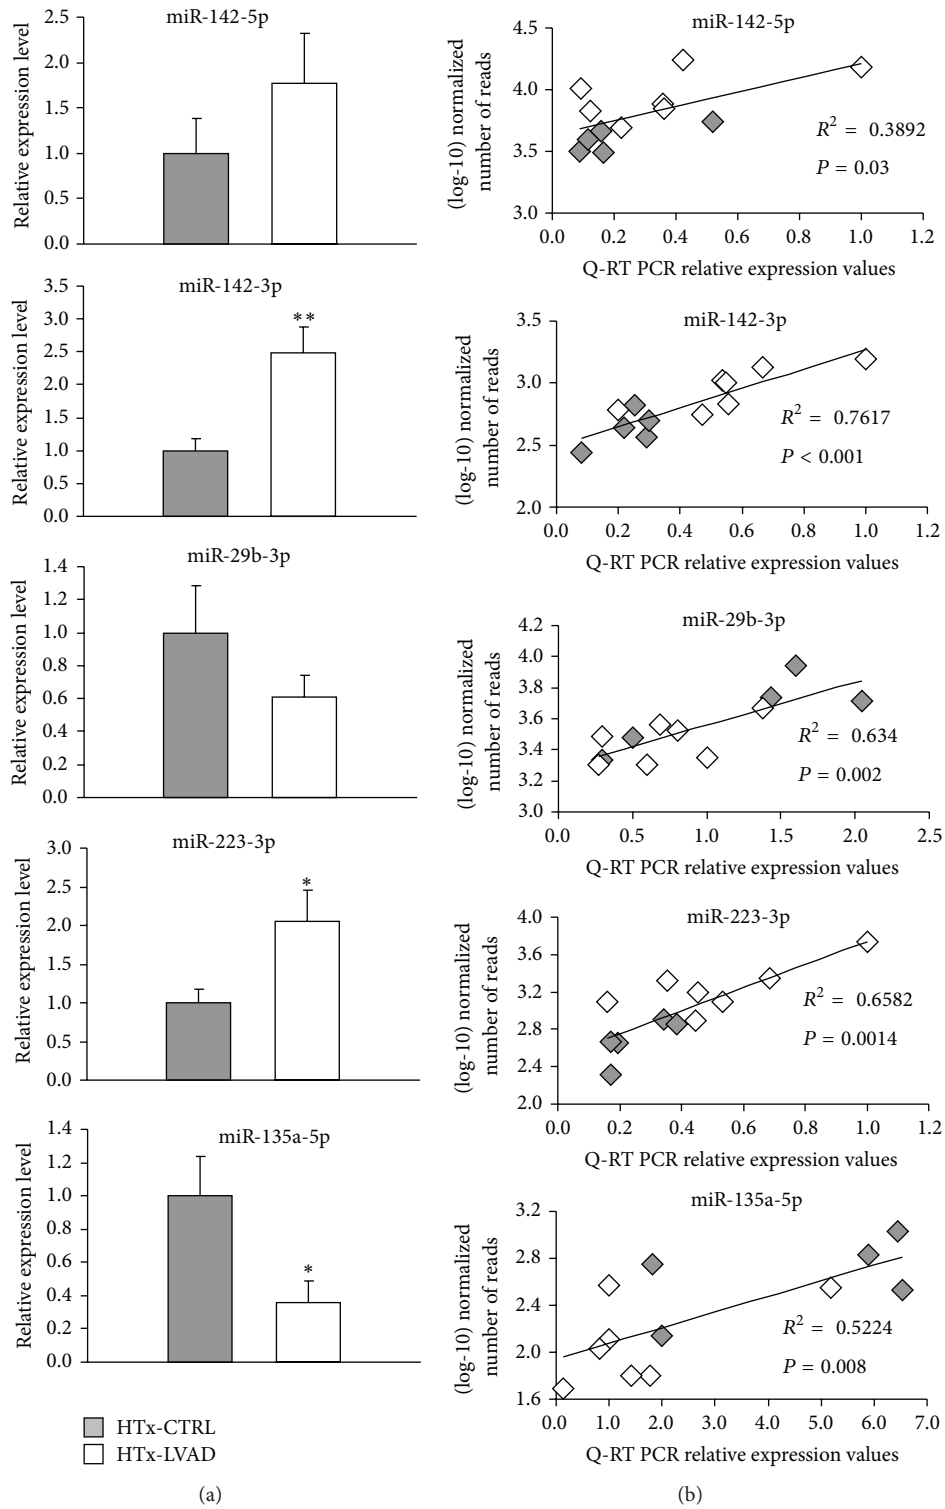 miR-142-5p
Relative expression level
2.5
2.0
1.5
1.0
0.5
0.0
miR-142-3p
Relative expression level
3.5
3.0
2.5
2.0
1.5
1.0
0.5
0.0
**
miR-29b-3p
Relative expression level
1.4
1.2
1.0
0.8
0.6
0.4
0.2
0.0
miR-223-3p
Relative expression level
3.0
2.5
2.0
1.5
1.0
0.5
0.0
*
miR-135a-5p
Relative expression level
1.4
1.2
1.0
0.8
0.6
0.4
0.2
0.0
*
HTx-CTRL
HTx-LVAD
(a)
miR-142-5p
(log-10) normalized
number of reads
4.5
4.0
3.5
3.0
R² = 0.3892
P = 0.03
0.0 0.2 0.4 0.6 0.8 1.0 1.2
Q-RT PCR relative expression values
miR-142-3p
(log-10) normalized
number of reads
3.5
3.0
2.5
2.0
R² = 0.7617
P < 0.001
0.0 0.2 0.4 0.6 0.8 1.0 1.2
Q-RT PCR relative expression values
miR-29b-3p
(log-10) normalized
number of reads
4.2
4.0
3.8
3.6
3.4
3.2
3.0
R² = 0.634
P = 0.002
0.0 0.5 1.0 1.5 2.0 2.5
Q-RT PCR relative expression values
miR-223-3p
(log-10) normalized
number of reads
4.0
3.6
3.2
2.8
2.4
2.0
R² = 0.6582
P = 0.0014
0.0 0.2 0.4 0.6 0.8 1.0 1.2
Q-RT PCR relative expression values
miR-135a-5p
(log-10) normalized
number of reads
3.2
2.8
2.4
2.0
1.6
R² = 0.5224
P = 0.008
0.0 1.0 2.0 3.0 4.0 5.0 6.0 7.0
Q-RT PCR relative expression values
(b)